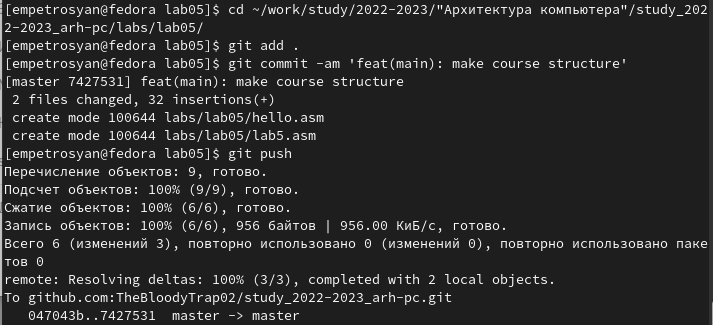 [empetrosyan@fedora lab05]$ cd ~/work/study/2022-2023/"Архитектура компьютера"/study_202
2-2023_arh-pc/labs/lab05/
[empetrosyan@fedora lab05]$ git add .
[empetrosyan@fedora lab05]$ git commit -am 'feat(main): make course structure'
[master 7427531] feat(main): make course structure
 2 files changed, 32 insertions(+)
 create mode 100644 labs/lab05/hello.asm
 create mode 100644 labs/lab05/lab5.asm
[empetrosyan@fedora lab05]$ git push
Перечисление объектов: 9, готово.
Подсчет объектов: 100% (9/9), готово.
Сжатие объектов: 100% (6/6), готово.
Запись объектов: 100% (6/6), 956 байтов | 956.00 КиБ/с, готово.
Всего 6 (изменений 3), повторно использовано 0 (изменений 0), повторно использовано паке
тов 0
remote: Resolving deltas: 100% (3/3), completed with 2 local objects.
To github.com:TheBloodyTrap02/study_2022-2023_arh-pc.git
   047043b..7427531  master -> master